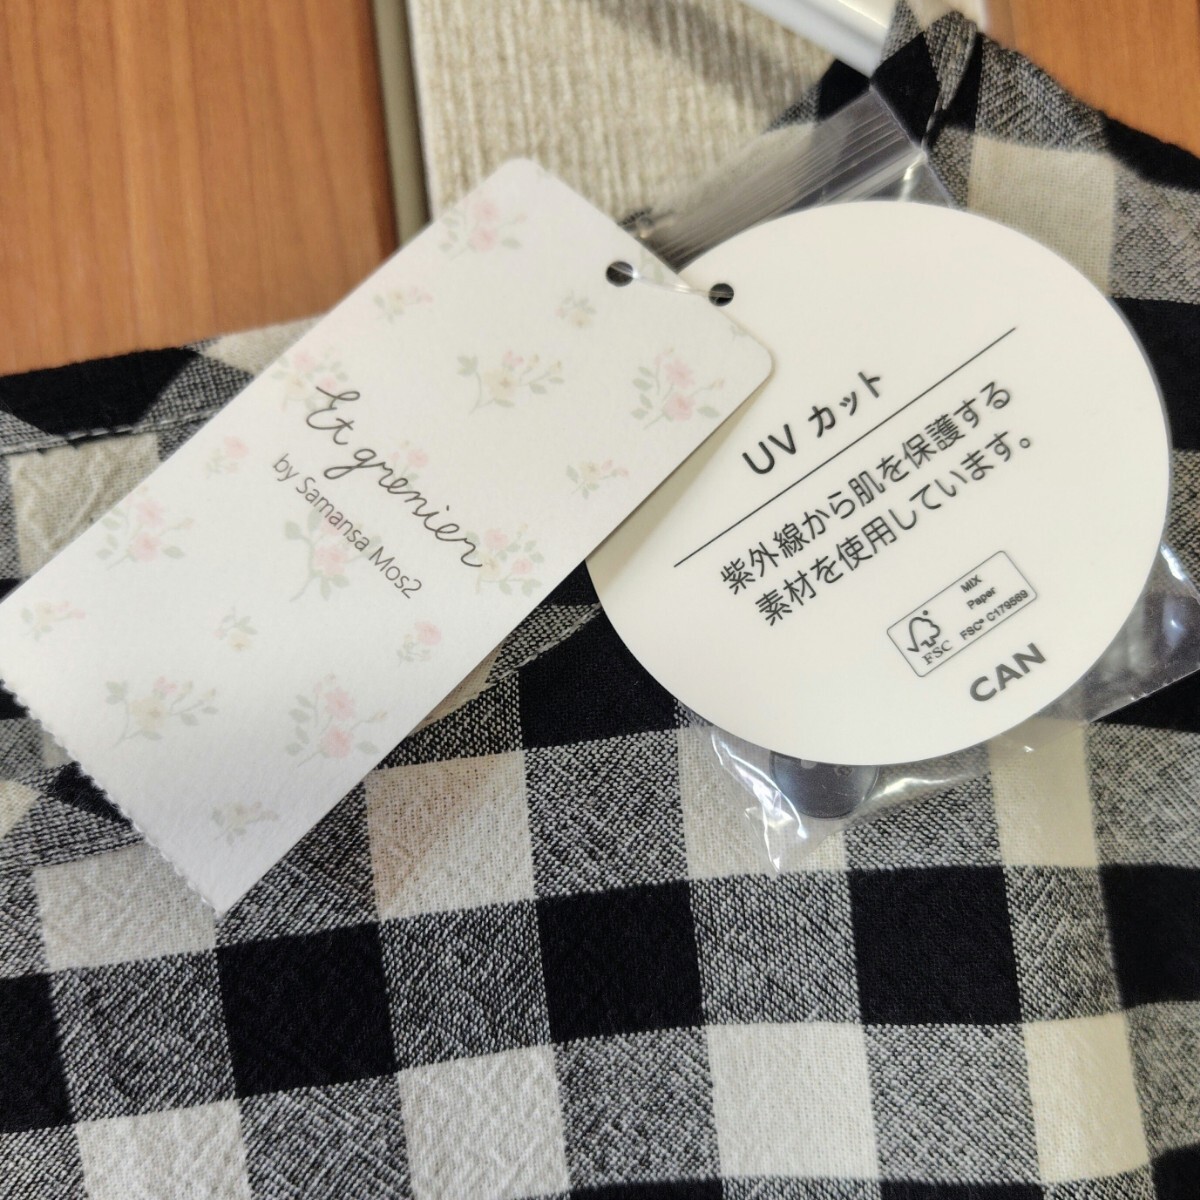 Et grenier
by Samansa Mos2
UV カット
紫外線から肌を保護する
素材を使用しています。
FSC
MIX
Paper
FSC® C179569
CAN